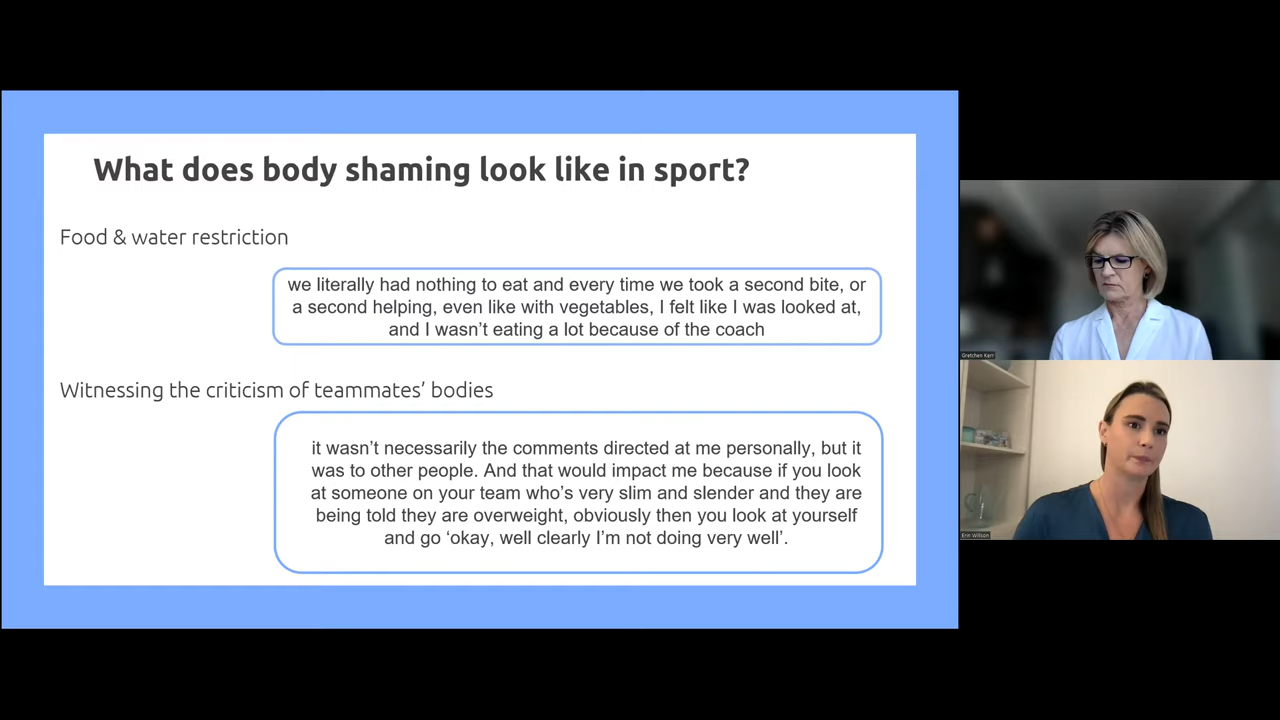 What does body shaming look like in sport?
Food & water restriction
we literally had nothing to eat and every time we took a second bite, or
a second helping, even like with vegetables, I felt like I was looked at,
and I wasn’t eating a lot because of the coach
Witnessing the criticism of teammates’ bodies
it wasn’t necessarily the comments directed at me personally, but it
was to other people. And that would impact me because if you look
at someone on your team who’s very slim and slender and they are
being told they are overweight, obviously then you look at yourself
and go ‘okay, well clearly I’m not doing very well’.
Gretchen Kerr
Erin Willson